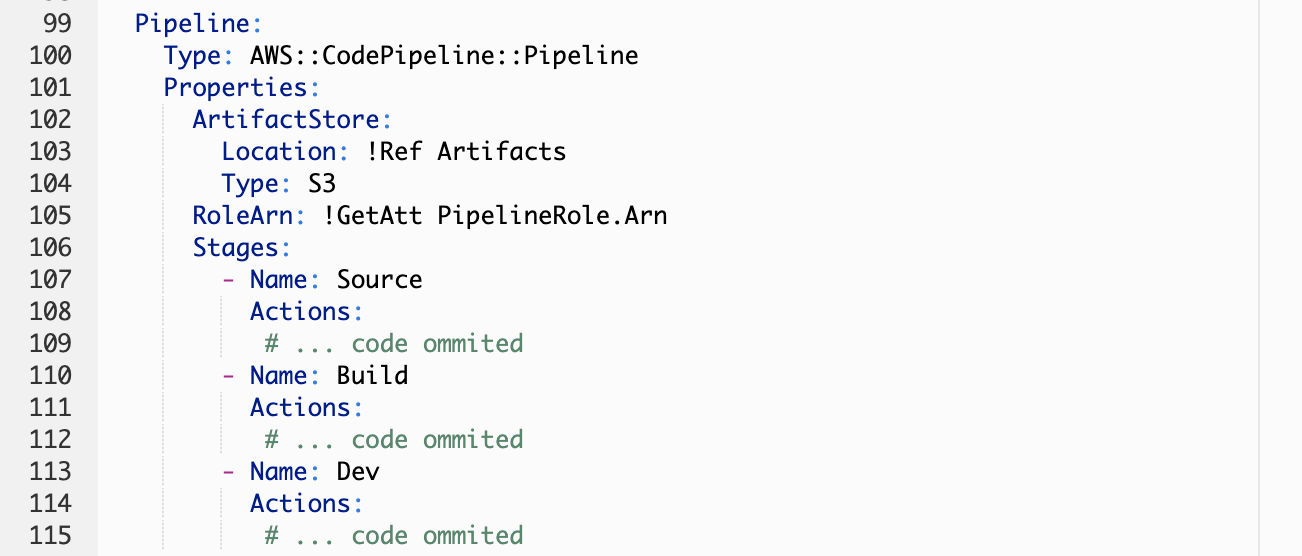 99 Pipeline:
100 Type: AWS::CodePipeline::Pipeline
101 Properties:
102 ArtifactStore:
103 Location: !Ref Artifacts
104 Type: S3
105 RoleArn: !GetAtt PipelineRole.Arn
106 Stages:
107 - Name: Source
108 Actions:
109 # ... code ommited
110 - Name: Build
111 Actions:
112 # ... code ommited
113 - Name: Dev
114 Actions:
115 # ... code ommited